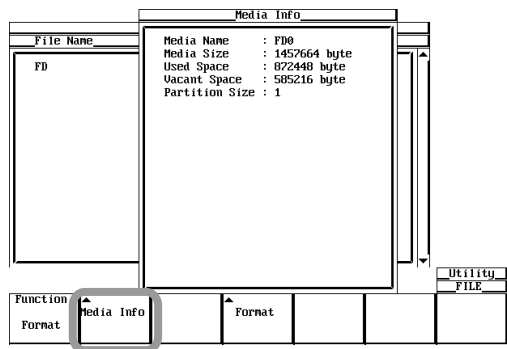 Media Info
File Name
FD
Media Name : FD0
Media Size : 1457664 byte
Used Space : 872448 byte
Vacant Space : 585216 byte
Partition Size : 1
Utility
FILE
Function
Format
Media Info
Format